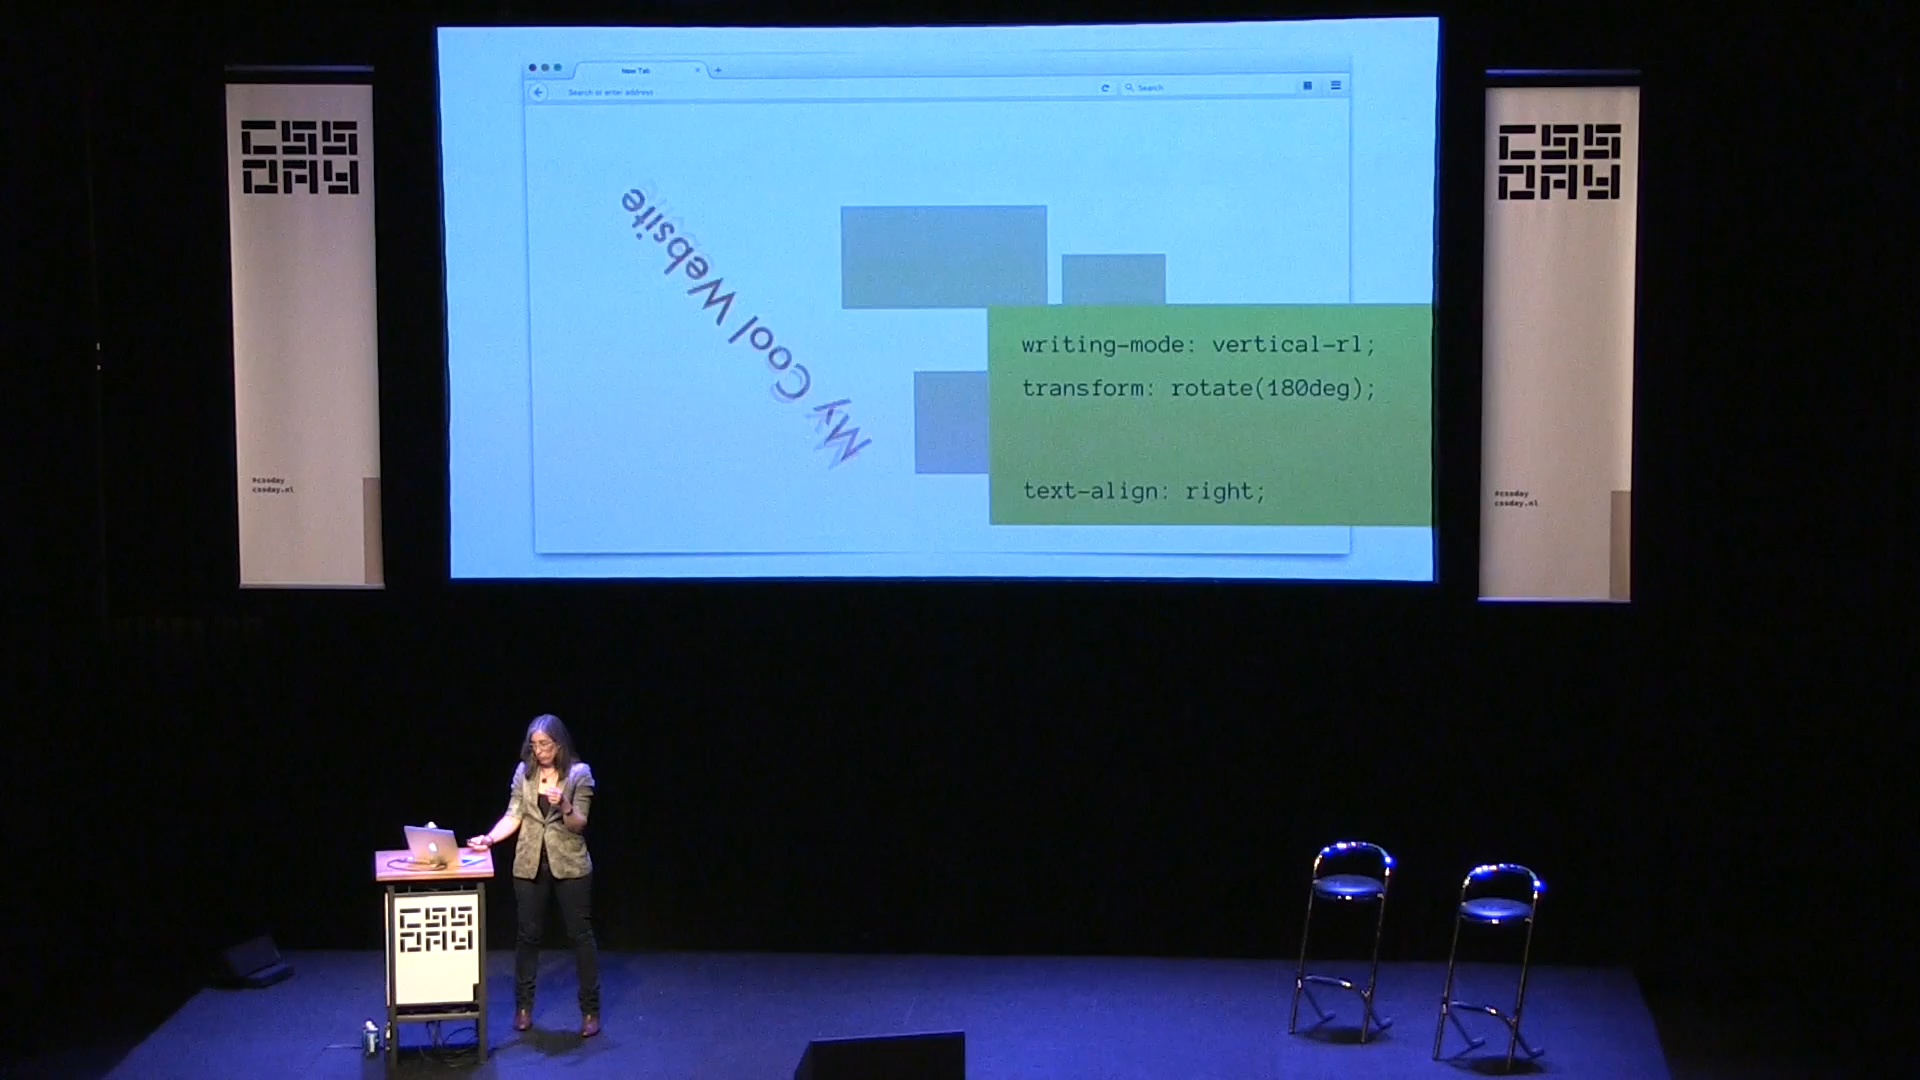 CSS
DAY
#cssday
cssday.nl
New Tab
Search or enter address
Search
My Cool Website
writing-mode: vertical-rl;
transform: rotate(180deg);
text-align: right;
CSS
DAY
#cssday
cssday.nl
CSS
DAY